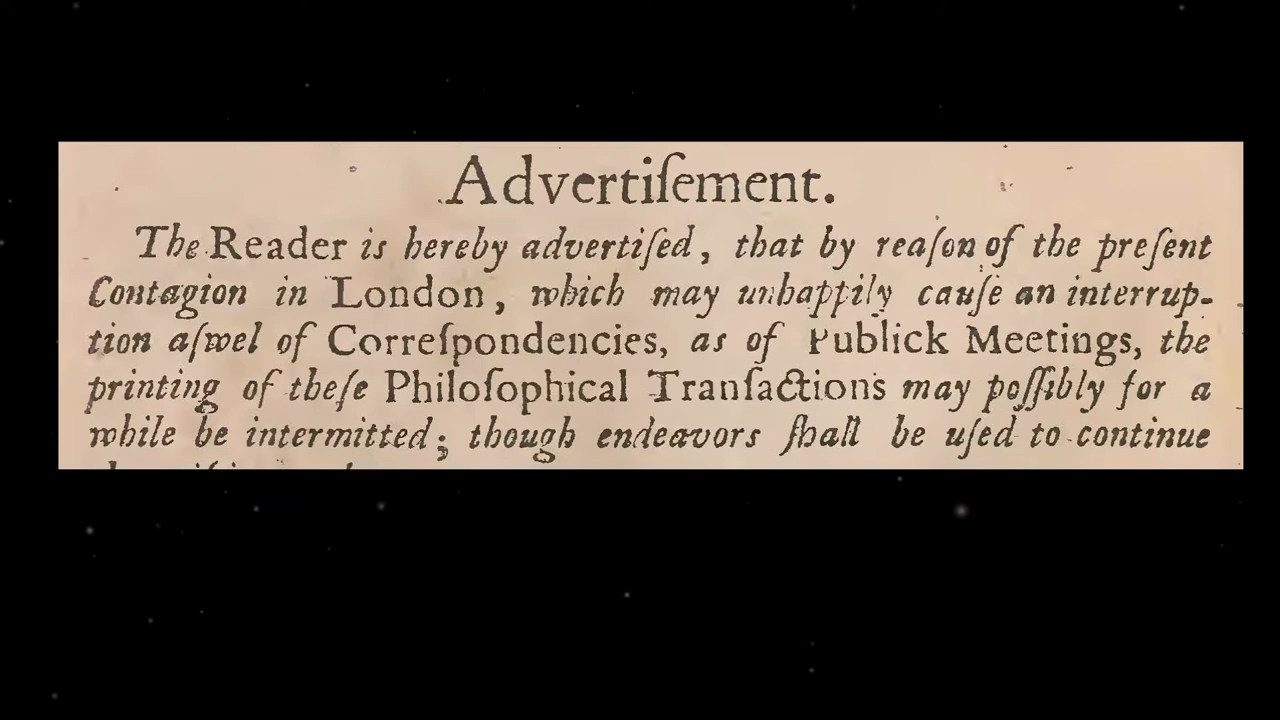 Advertiſement.
The Reader is hereby advertiſed, that by reaſon of the preſent
Contagion in London, which may unhappily cauſe an interrup-
tion aſwel of Correſpondencies, as of Publick Meetings, the
printing of theſe Philoſophical Tranſactions may poſſibly for a
while be intermitted; though endeavors ſhall be uſed to continue